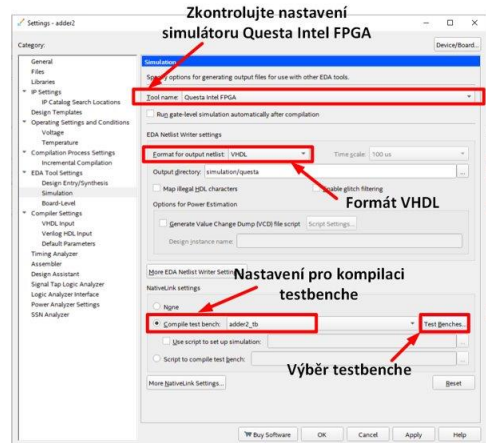 Zkontrolujte nastavení
simulátoru Questa Intel FPGA
Settings - adder2
Category:
Device/Board...
General
Files
Libraries
IP Settings
IP Catalog Search Locations
Design Templates
Operating Settings and Conditions
Voltage
Temperature
Compilation Process Settings
Incremental Compilation
EDA Tool Settings
Design Entry/Synthesis
Simulation
Board-Level
Compiler Settings
VHDL Input
Verilog HDL Input
Default Parameters
Timing Analyzer
Assembler
Design Assistant
Signal Tap Logic Analyzer
Logic Analyzer Interface
Power Analyzer Settings
SSN Analyzer
Simulation
Specify options for generating output files for use with other EDA tools.
Tool name: Questa Intel FPGA
Run gate-level simulation automatically after compilation
EDA Netlist Writer settings
Format for output netlist: VHDL
Time scale: 100 us
Output directory: simulation/questa
...
Map illegal HDL characters
Enable glitch filtering
Options for Power Estimation
Formát VHDL
Generate Value Change Dump (VCD) file script
Script Settings...
Design instance name:
More EDA Netlist Writer Settings
Nastavení pro kompilaci
testbenche
NativeLink settings
None
Compile test bench: adder2_tb
Test Benches...
Use script to set up simulation:
...
Script to compile test bench:
...
Výběr testbenche
More NativeLink Settings...
Reset
Buy Software
OK
Cancel
Apply
Help